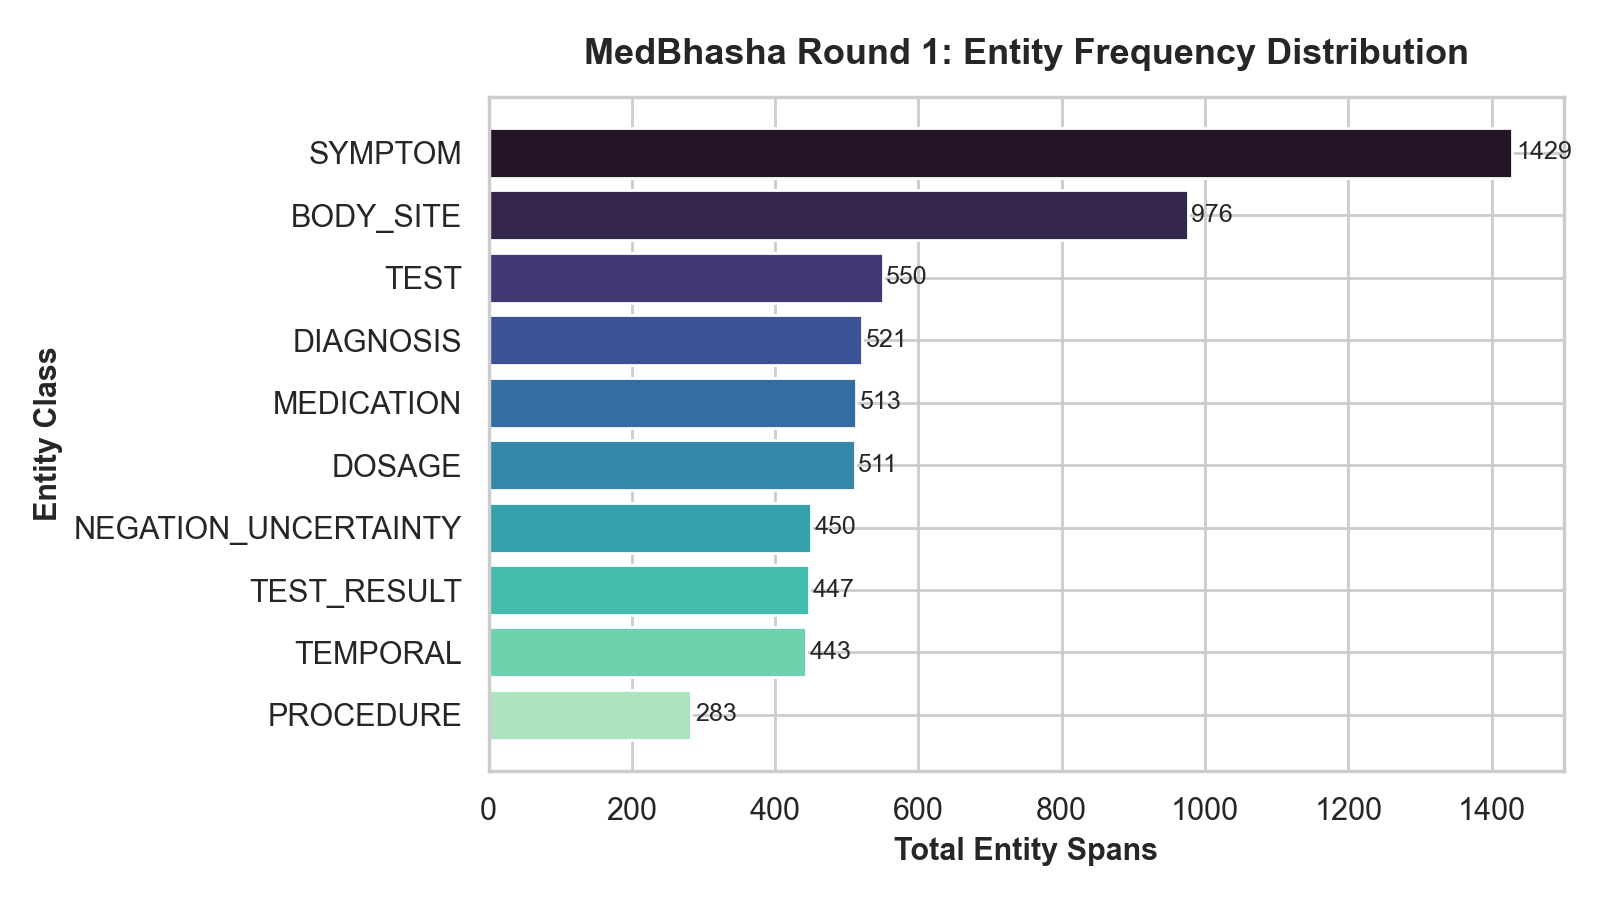 MedBhasha Round 1: Entity Frequency Distribution
SYMPTOM 1429
BODY_SITE 976
TEST 550
DIAGNOSIS 521
MEDICATION 513
DOSAGE 511
NEGATION_UNCERTAINTY 450
TEST_RESULT 447
TEMPORAL 443
PROCEDURE 283
Entity Class
0 200 400 600 800 1000 1200 1400
Total Entity Spans